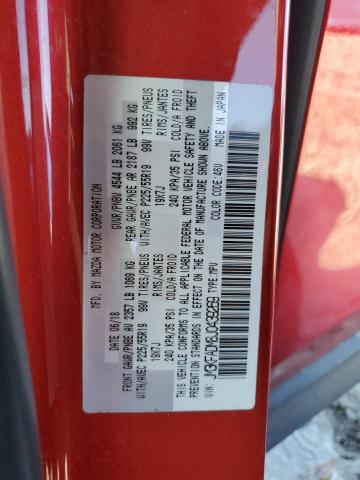 MFD. BY MAZDA MOTOR CORPORATION
DATE: 06/18 GVWR/PNBV 4544 LB 2061 KG
FRONT GAWR/PNBE AV 2357 LB 1069 KG REAR GAWR/PNBE AR 2187 LB 992 KG
WITH/AVEC P225/55R19 99V TIRES/PNEUS WITH/AVEC P225/55R19 99V TIRES/PNEUS
19X7J RIMS/JANTES 19X7J RIMS/JANTES
240 KPA/35 PSI COLD/A FROID 240 KPA/35 PSI COLD/A FROID
THIS VEHICLE CONFORMS TO ALL APPLICABLE FEDERAL MOTOR VEHICLE SAFETY AND THEFT
PREVENTION STANDARDS IN EFFECT ON THE DATE OF MANUFACTURE SHOWN ABOVE.
VIN: TYPE:MPV COLOR CODE:46V MADE IN JAPAN